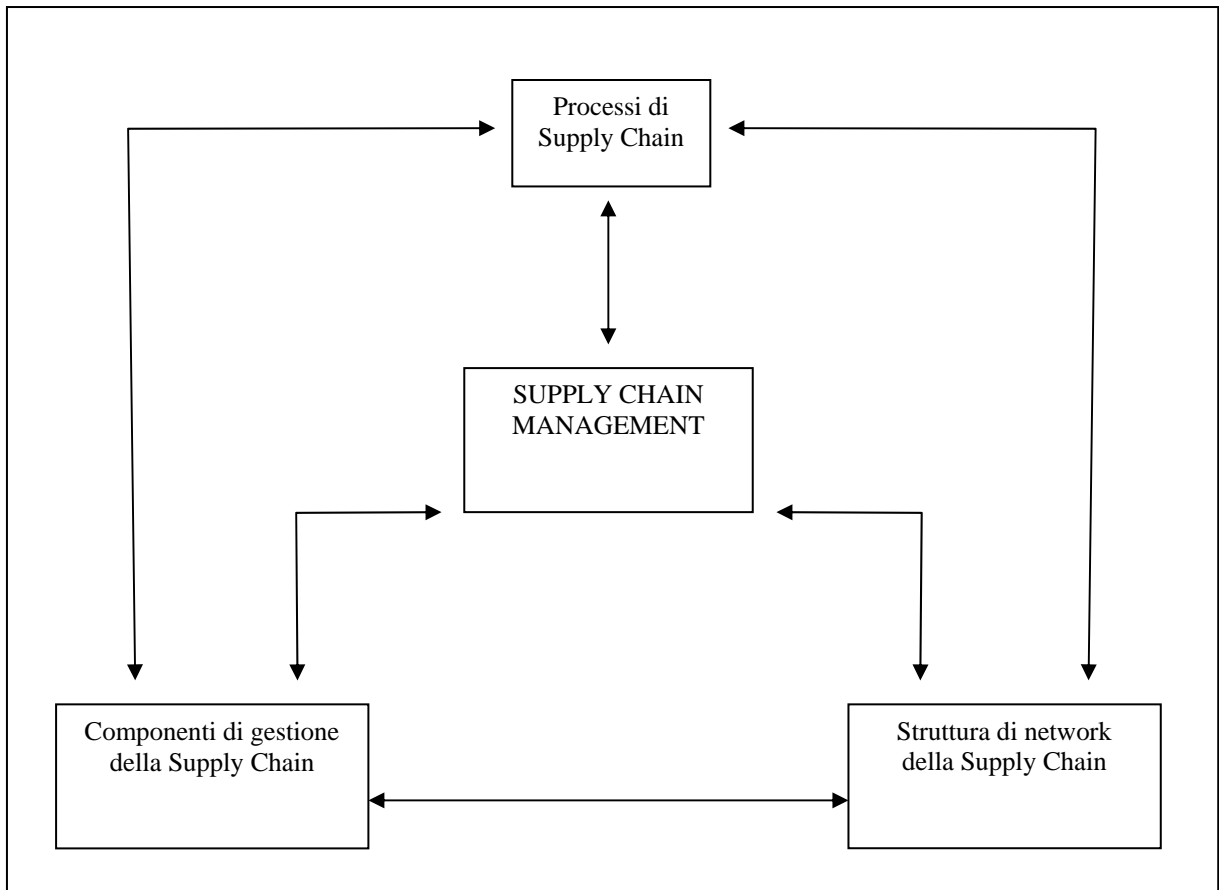 Processi di
Supply Chain
SUPPLY CHAIN
MANAGEMENT
Componenti di gestione
della Supply Chain
Struttura di network
della Supply Chain